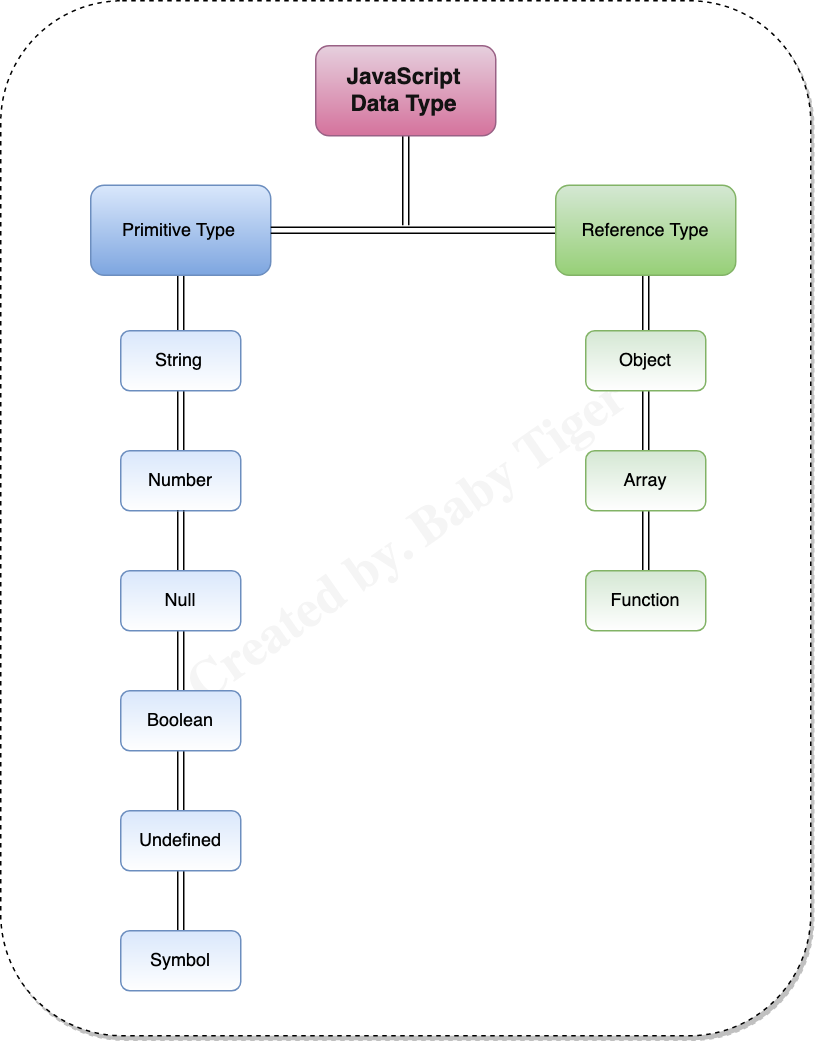 JavaScript
Data Type
Primitive Type
Reference Type
String
Number
Null
Boolean
Undefined
Symbol
Object
Array
Function
Created by. Baby Tiger